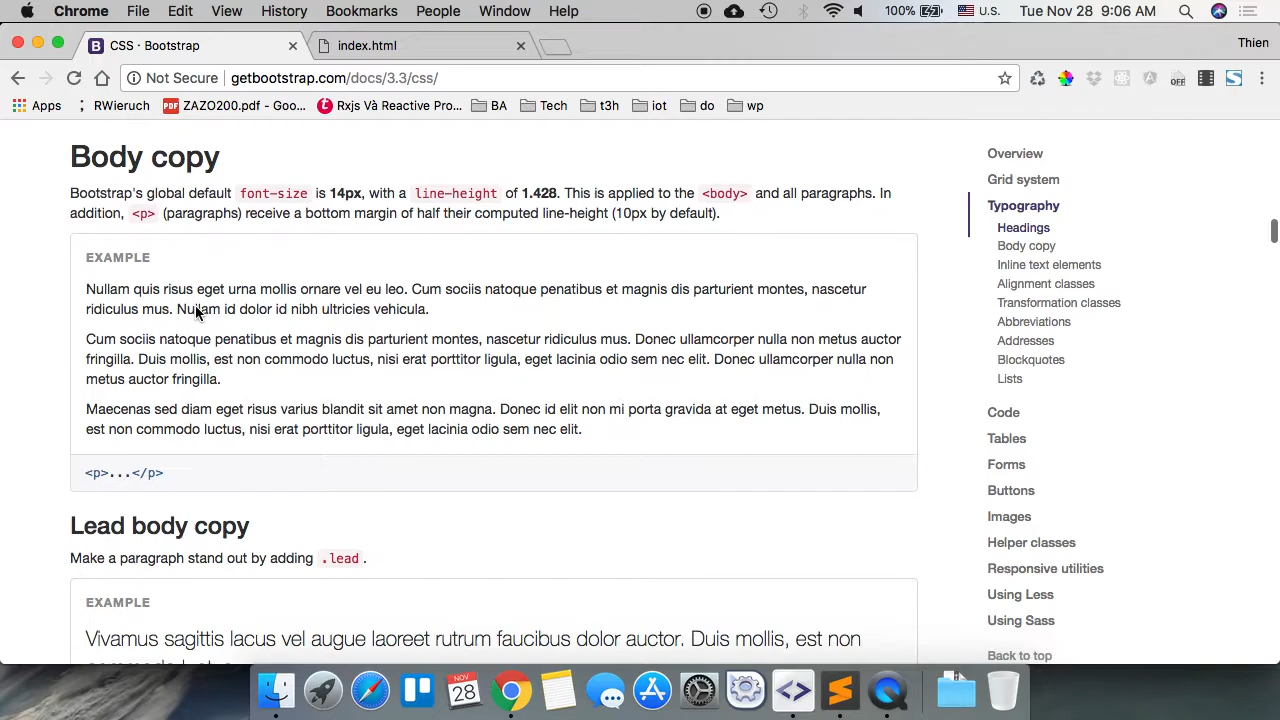 Chrome File Edit View History Bookmarks People Window Help 100% U.S. Tue Nov 28 9:06 AM
CSS · Bootstrap index.html Thien
Not Secure getbootstrap.com/docs/3.3/css/
Apps RWieruch ZAZO200.pdf - Goo... Rxjs Và Reactive Pro... BA Tech t3h iot do wp
Body copy
Bootstrap's global default font-size is 14px, with a line-height of 1.428. This is applied to the <body> and all paragraphs. In
addition, <p> (paragraphs) receive a bottom margin of half their computed line-height (10px by default).
EXAMPLE
Nullam quis risus eget urna mollis ornare vel eu leo. Cum sociis natoque penatibus et magnis dis parturient montes, nascetur
ridiculus mus. Nullam id dolor id nibh ultricies vehicula.
Cum sociis natoque penatibus et magnis dis parturient montes, nascetur ridiculus mus. Donec ullamcorper nulla non metus auctor
fringilla. Duis mollis, est non commodo luctus, nisi erat porttitor ligula, eget lacinia odio sem nec elit. Donec ullamcorper nulla non
metus auctor fringilla.
Maecenas sed diam eget risus varius blandit sit amet non magna. Donec id elit non mi porta gravida at eget metus. Duis mollis,
est non commodo luctus, nisi erat porttitor ligula, eget lacinia odio sem nec elit.
<p>...</p>
Lead body copy
Make a paragraph stand out by adding .lead.
EXAMPLE
Vivamus sagittis lacus vel augue laoreet rutrum faucibus dolor auctor. Duis mollis, est non
Overview
Grid system
Typography
Headings
Body copy
Inline text elements
Alignment classes
Transformation classes
Abbreviations
Addresses
Blockquotes
Lists
Code
Tables
Forms
Buttons
Images
Helper classes
Responsive utilities
Using Less
Using Sass
Back to top
NOV
28